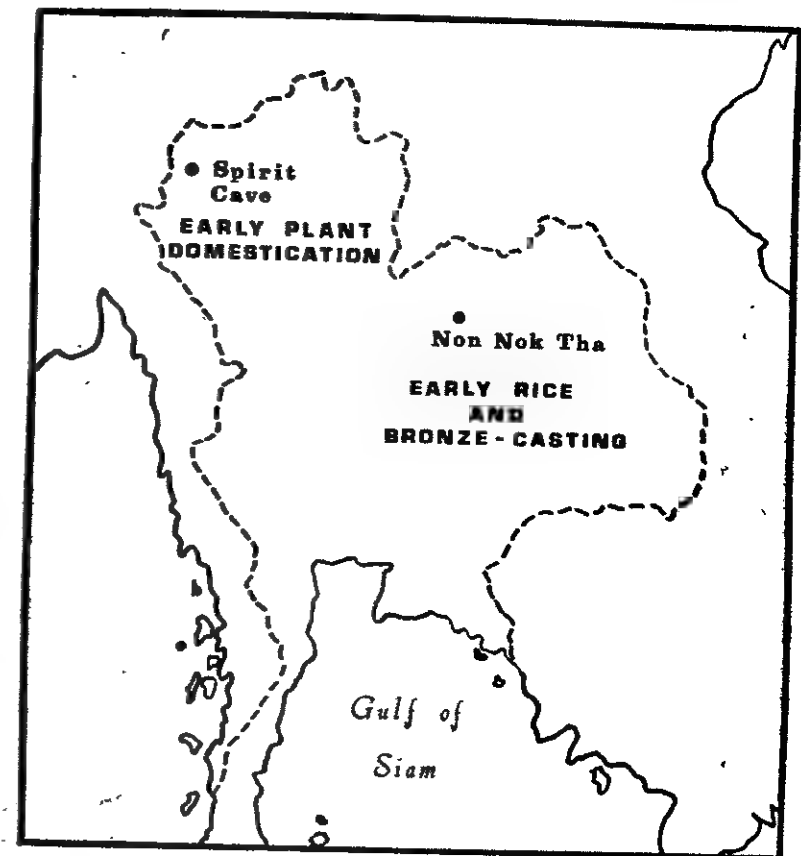 Spirit
Cave
EARLY PLANT
DOMESTICATION
Non Nok Tha
EARLY RICE
AND
BRONZE-CASTING
Gulf of
Siam